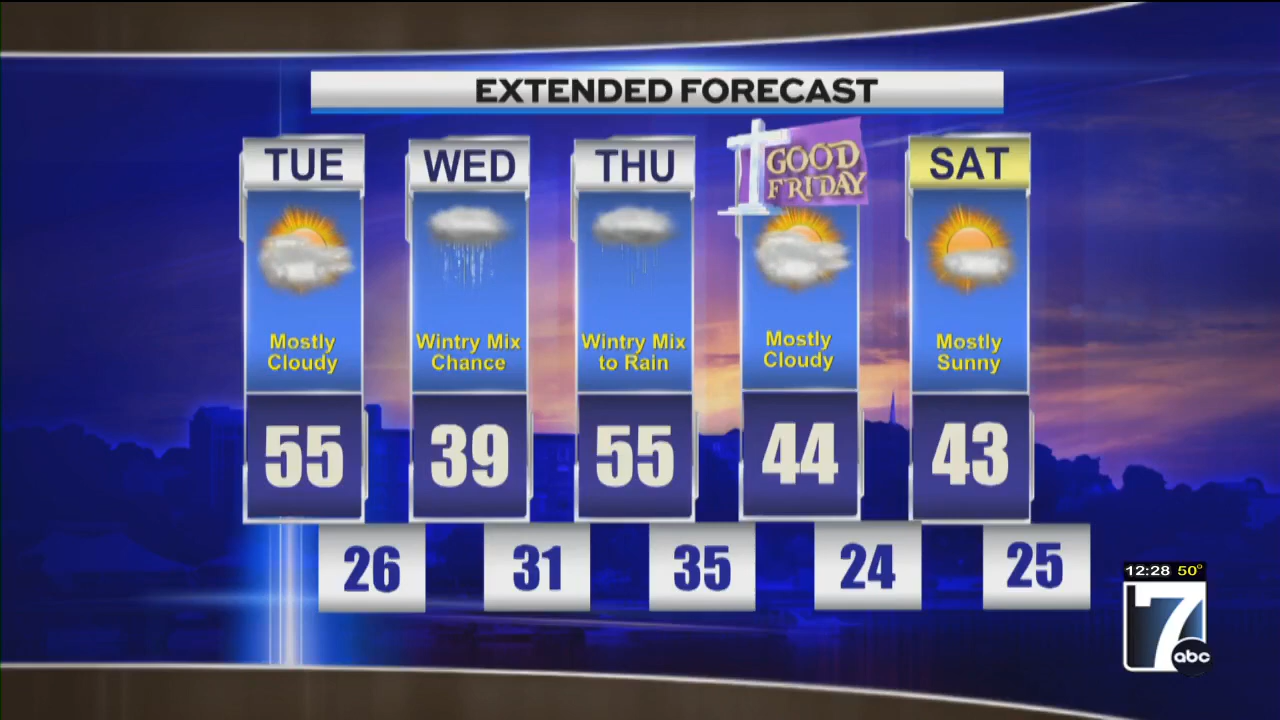 EXTENDED FORECAST
TUE
WED
THU
GOOD
FRIDAY
SAT
Mostly
Cloudy
Wintry Mix
Chance
Wintry Mix
to Rain
Mostly
Cloudy
Mostly
Sunny
55
39
55
44
43
26
31
35
24
25
12:28 50°
7
abc